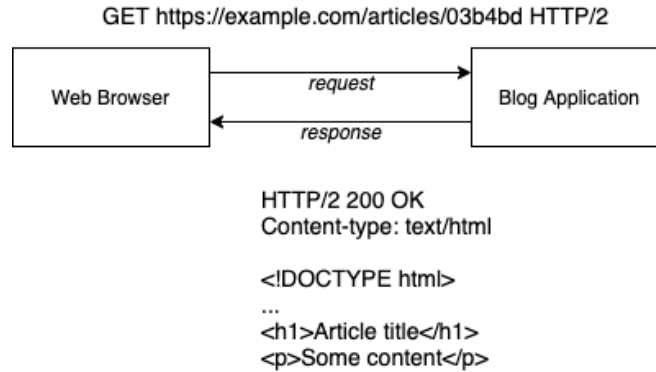 GET https://example.com/articles/03b4bd HTTP/2
Web Browser
request
response
Blog Application
HTTP/2 200 OK
Content-type: text/html
<!DOCTYPE html>
...
<h1>Article title</h1>
<p>Some content</p>